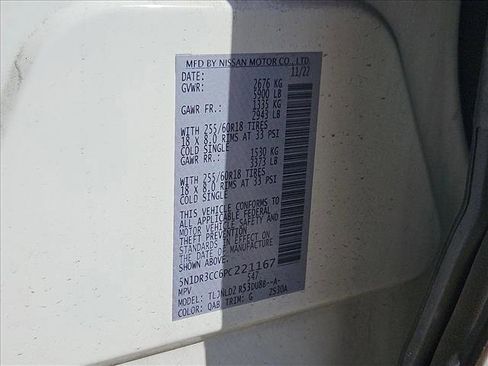 MFD BY NISSAN MOTOR CO., LTD.
DATE: 11/22
GVWR: 2676 KG
5900 LB
GAWR FR.: 1335 KG
2943 LB
WITH 255/60R18 TIRES
18 X 8.0 RIMS AT 33 PSI
COLD SINGLE
GAWR RR.: 1530 KG
3373 LB
WITH 255/60R18 TIRES
18 X 8.0 RIMS AT 33 PSI
COLD SINGLE
THIS VEHICLE CONFORMS TO
ALL APPLICABLE FEDERAL
MOTOR VEHICLE SAFETY AND
THEFT PREVENTION
STANDARDS IN EFFECT ON
THE DATE OF MANUFACTURE
SHOWN ABOVE.
5N1DR3CC6PC221167
MPV 547
MODEL: R53DU8B--A-
COLOR: QAB TRIM: G 2S30A